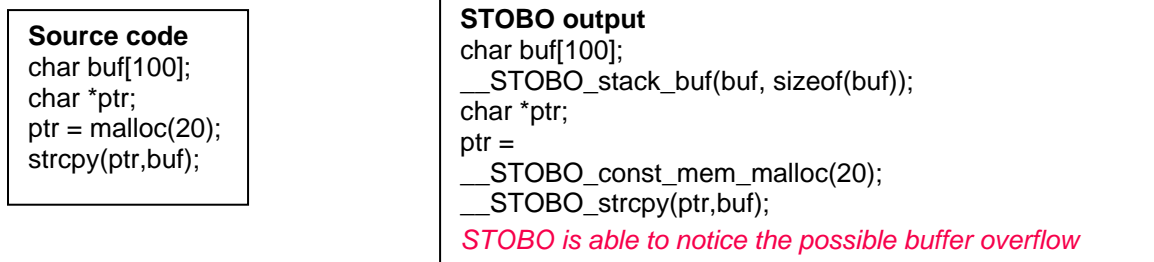 Source code
char buf[100];
char *ptr;
ptr = malloc(20);
strcpy(ptr,buf);
STOBO output
char buf[100];
__STOBO_stack_buf(buf, sizeof(buf));
char *ptr;
ptr =
__STOBO_const_mem_malloc(20);
__STOBO_strcpy(ptr,buf);
STOBO is able to notice the possible buffer overflow